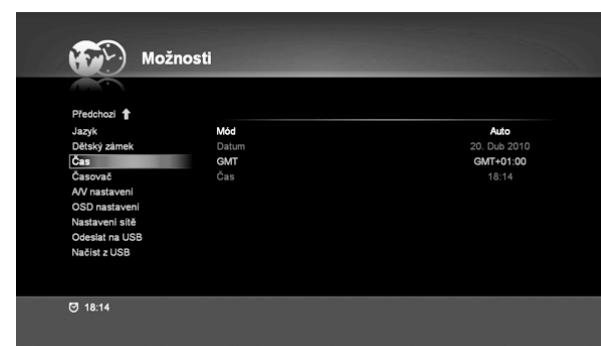 Možnosti
Předchozí ⬆
Jazyk
Mód Auto
Dětský zámek
Datum 20. Dub 2010
Čas
GMT GMT+01:00
Časovač
Čas 18:14
A/V nastavení
OSD nastavení
Nastavení sítě
Odeslat na USB
Načíst z USB
18:14